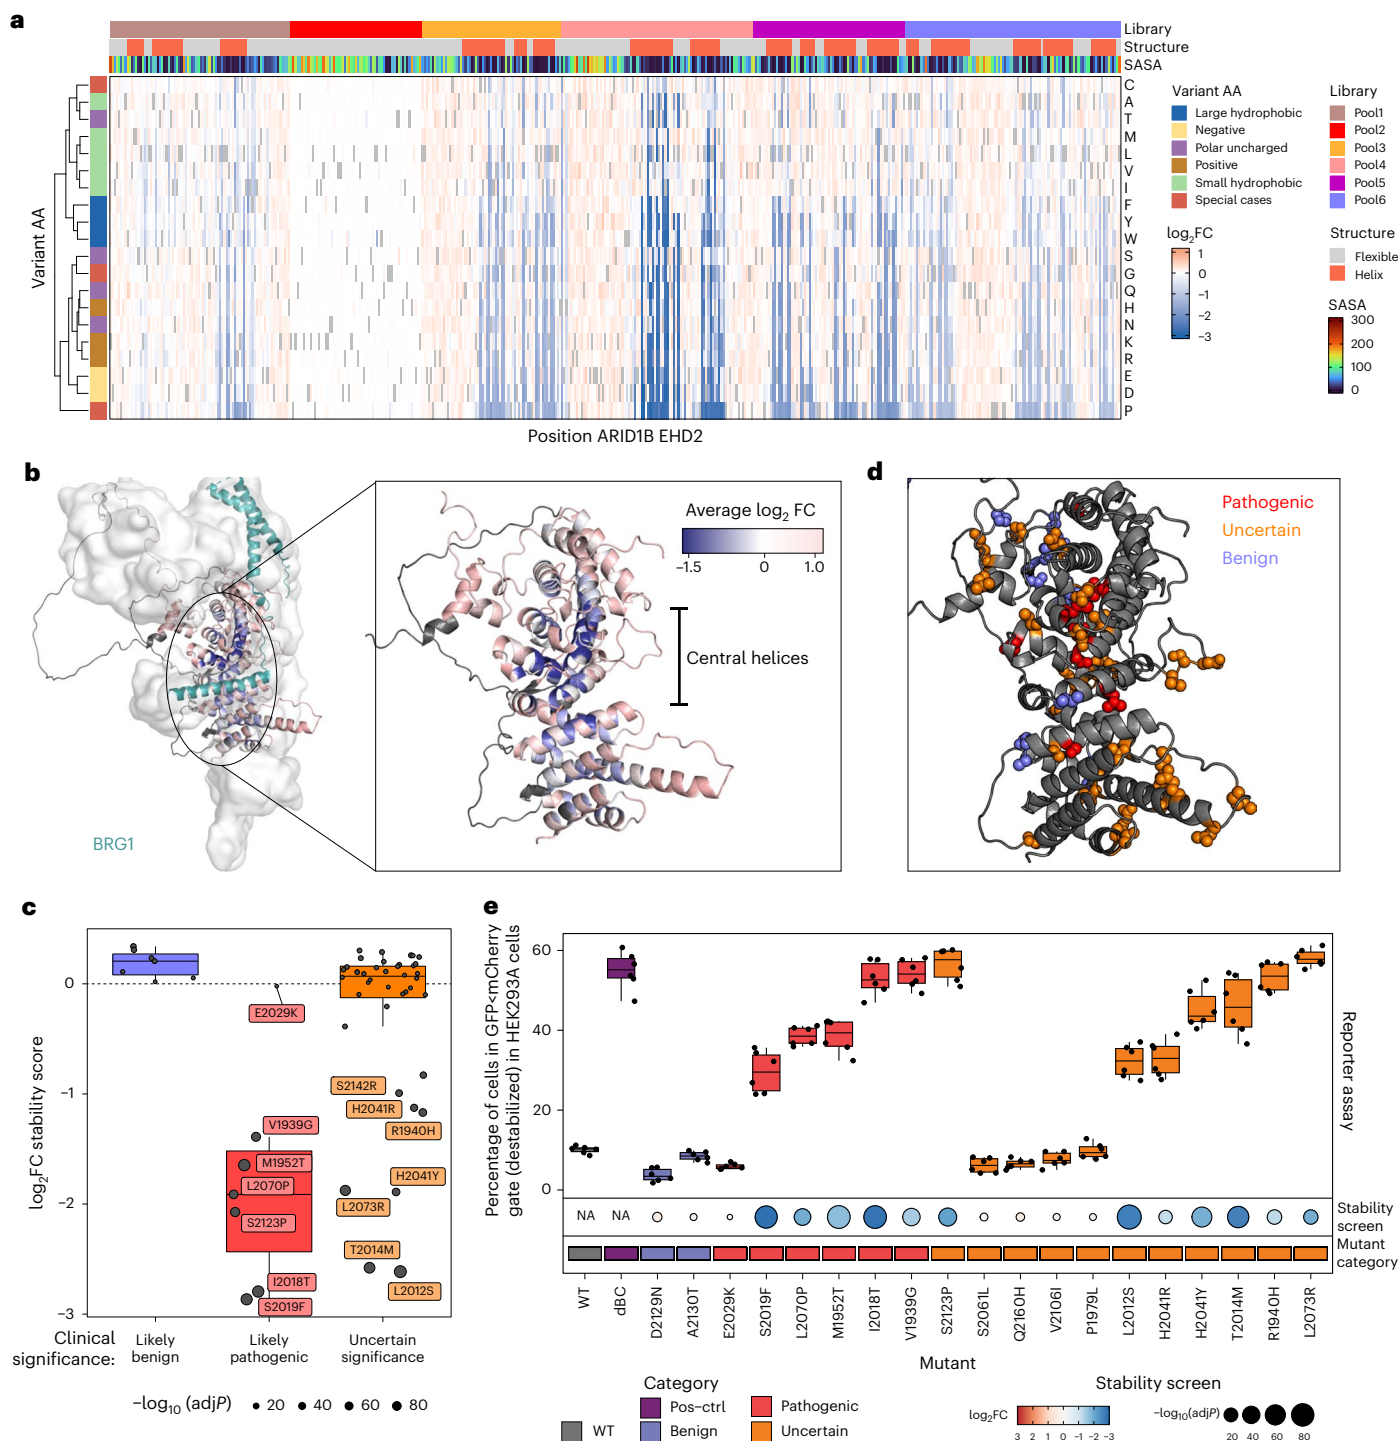 a
Library
Structure
SASA
C
A
T
M
L
V
I
F
Y
W
S
G
Q
H
N
K
R
E
D
P
Variant AA
Position ARID1B EHD2
Variant AA
Large hydrophobic
Negative
Polar uncharged
Positive
Small hydrophobic
Special cases
Library
Pool1
Pool2
Pool3
Pool4
Pool5
Pool6
log2FC
1
0
−1
−2
−3
Structure
Flexible
Helix
SASA
300
200
100
0
b
BRG1
Average log2 FC
−1.5 0 1.0
Central helices
d
Pathogenic
Uncertain
Benign
c
log2FC stability score
0
−1
−2
−3
E2029K
S2142R
H2041R
R1940H
V1939G
M1952T
L2070P
S2123P
H2041Y
L2073R
T2014M
L2012S
I2018T
S2019F
Clinical significance:
Likely benign
Likely pathogenic
Uncertain significance
−log10 (adjP) 20 40 60 80
e
Percentage of cells in GFP<mCherry
gate (destabilized) in HEK293A cells
60
40
20
0
Reporter assay
NA NA
Stability screen
Mutant category
WT
dBC
D2129N
A2130T
E2029K
S2019F
L2070P
M1952T
I2018T
V1939G
S2123P
S2061L
Q2160H
V2106I
P1979L
L2012S
H2041R
H2041Y
T2014M
R1940H
L2073R
Mutant
Category
WT
Pos−ctrl
Benign
Pathogenic
Uncertain
Stability screen
log2FC
3 2 1 0 −1 −2 −3
−log10(adjP)
20 40 60 80